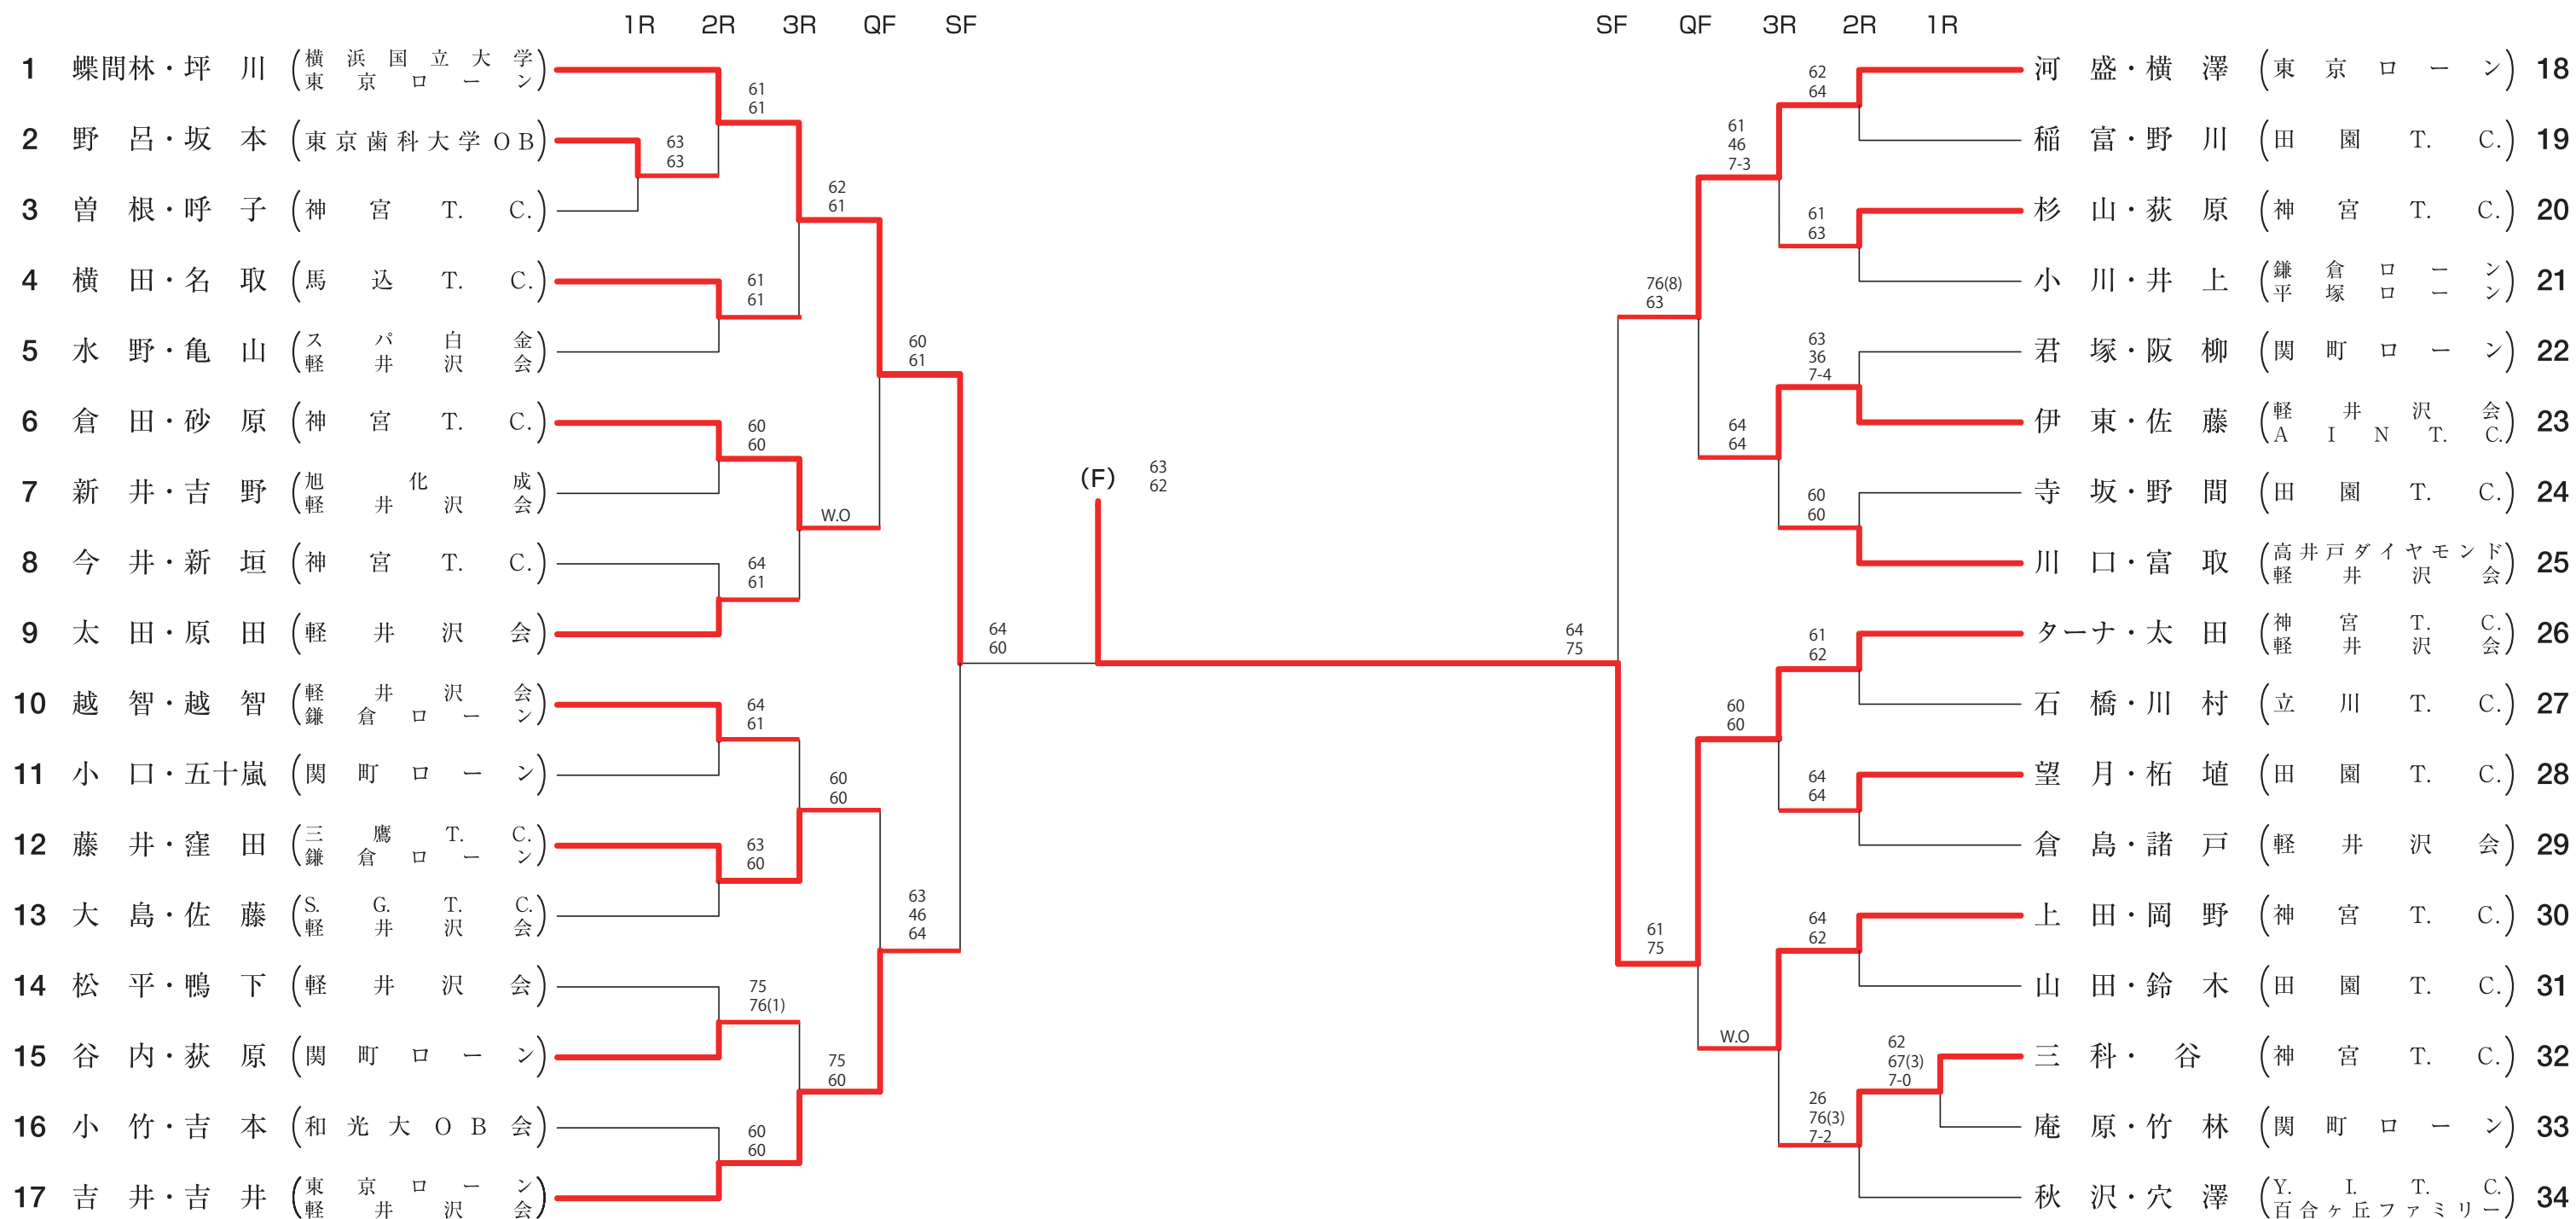 1R 2R 3R QF SF
SF QF 3R 2R 1R
1 蝶間林・坪川 (横浜国立大学
東京ローン)
2 野呂・坂本 (東京歯科大学OB)
3 曽根・呼子 (神宮T.C.)
4 横田・名取 (馬込T.C.)
5 水野・亀山 (スパ白金
軽井沢会)
6 倉田・砂原 (神宮T.C.)
7 新井・吉野 (旭化成
軽井沢会)
8 今井・新垣 (神宮T.C.)
9 太田・原田 (軽井沢会)
10 越智・越智 (軽井沢会
鎌倉ローン)
11 小口・五十嵐 (関町ローン)
12 藤井・窪田 (三鷹T.C.
鎌倉ローン)
13 大島・佐藤 (S.G.T.C.
軽井沢会)
14 松平・鴨下 (軽井沢会)
15 谷内・荻原 (関町ローン)
16 小竹・吉本 (和光大OB会)
17 吉井・吉井 (東京ローン
軽井沢会)
63
63
61
61
61
61
60
60
64
61
64
61
63
60
75
76(1)
60
60
62
61
W.O
60
60
75
60
60
61
63
46
64
64
60
(F)
63
62
64
75
76(8)
63
61
75
61
46
7-3
64
64
60
60
W.O
62
64
61
63
63
36
7-4
60
60
61
62
64
64
64
62
26
76(3)
7-2
62
67(3)
7-0
河盛・横澤 (東京ローン) 18
稲富・野川 (田園T.C.) 19
杉山・荻原 (神宮T.C.) 20
小川・井上 (鎌倉ローン
平塚ローン) 21
君塚・阪柳 (関町ローン) 22
伊東・佐藤 (軽井沢会
AINT.C.) 23
寺坂・野間 (田園T.C.) 24
川口・富取 (高井戸ダイヤモンド
軽井沢会) 25
ターナ・太田 (神宮T.C.
軽井沢会) 26
石橋・川村 (立川T.C.) 27
望月・柘埴 (田園T.C.) 28
倉島・諸戸 (軽井沢会) 29
上田・岡野 (神宮T.C.) 30
山田・鈴木 (田園T.C.) 31
三科・谷 (神宮T.C.) 32
庵原・竹林 (関町ローン) 33
秋沢・穴澤 (Y.I.T.C.
百合ヶ丘ファミリー) 34